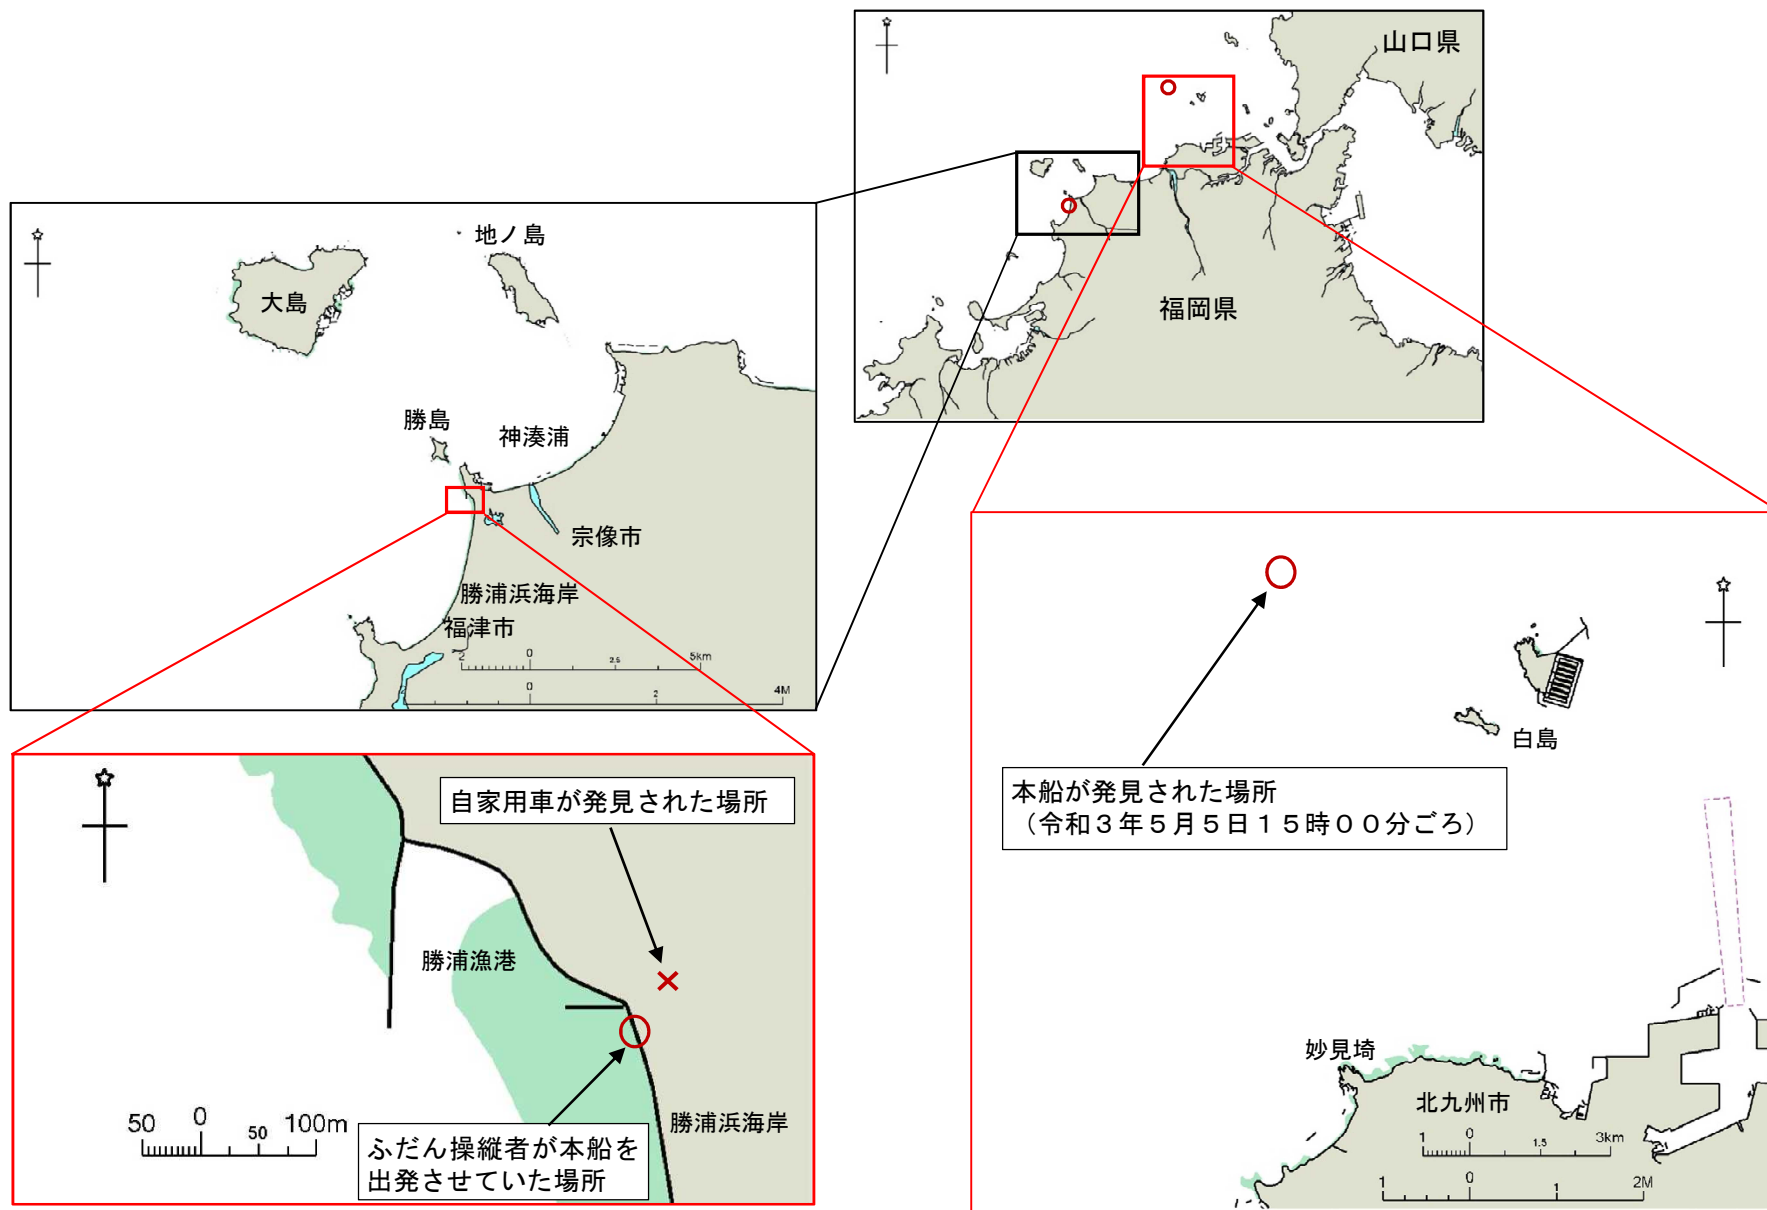 山口県
福岡県
地ノ島
大島
勝島
神湊浦
宗像市
勝浦浜海岸
福津市
2 0 2.5 5km
0 2 4M
自家用車が発見された場所
勝浦漁港
勝浦浜海岸
50 0 50 100m
ふだん操縦者が本船を
出発させていた場所
白島
本船が発見された場所
（令和３年５月５日１５時００分ごろ）
妙見埼
北九州市
1 0 1.5 3km
1 0 1 2M